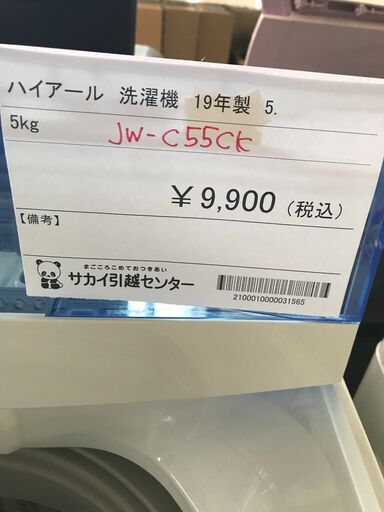 ハイアール 洗濯機 19年製 5.
5kg
JW-C55CK
￥9,900（税込）
【備考】
まごころこめておつきあい
サカイ引越センター
2100010000031565